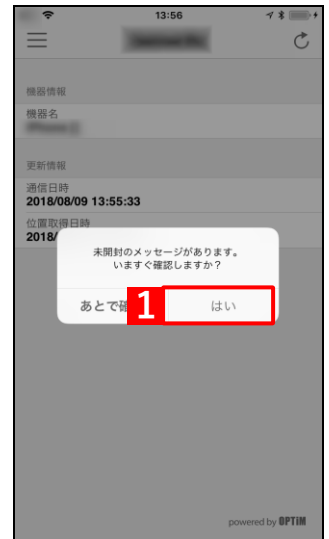 13:56
機器情報
機器名
更新情報
通信日時
2018/08/09 13:55:33
位置取得日時
2018/
未開封のメッセージがあります。
いますぐ確認しますか？
あとで確
1
はい
powered by OPTiM